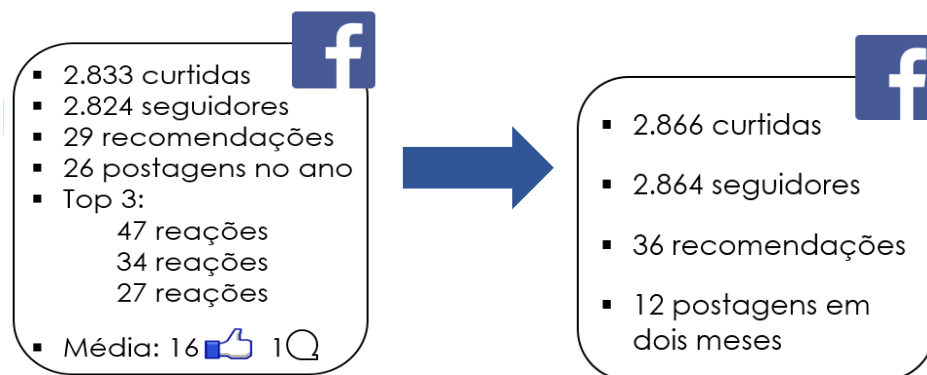 2.833 curtidas
2.824 seguidores
29 recomendações
26 postagens no ano
Top 3:
47 reações
34 reações
27 reações
Média: 16 1
2.866 curtidas
2.864 seguidores
36 recomendações
12 postagens em
dois meses